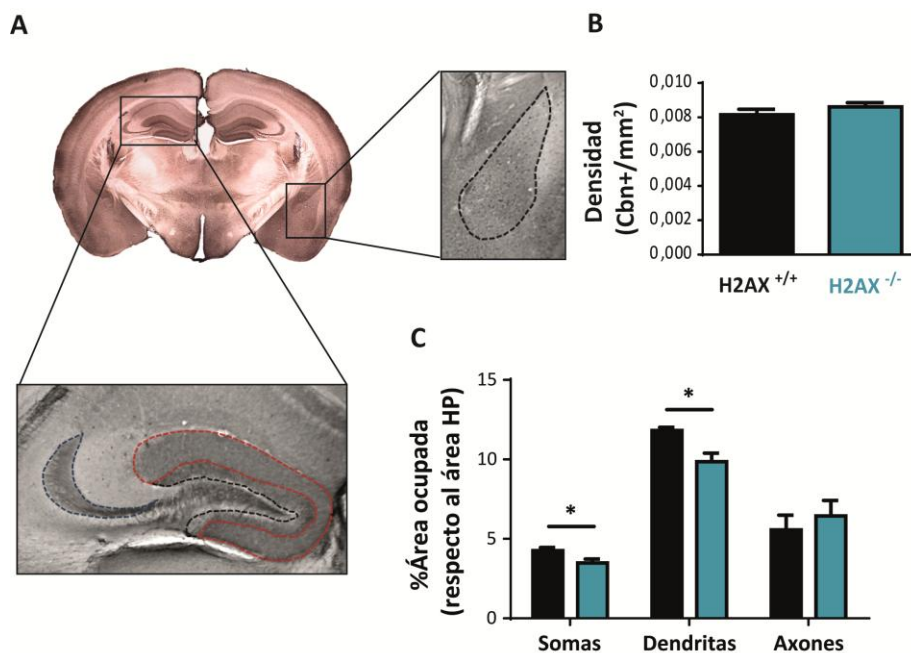 A
B
Densidad
(Cbn+/mm²)
0,010
0,008
0,006
0,004
0,002
0,000
H2AX +/+
H2AX -/-
C
%Área ocupada
(respecto al área HP)
15
10
5
0
*
*
Somas
Dendritas
Axones